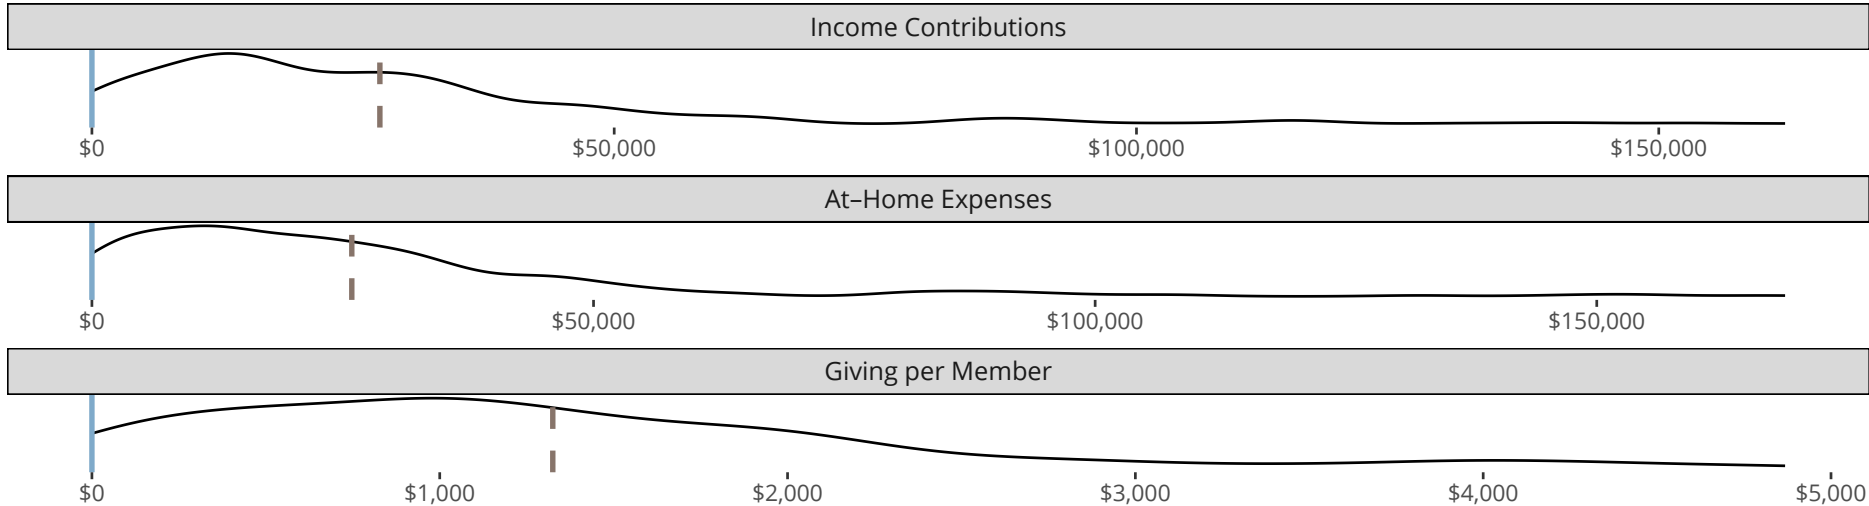 Income Contributions
$0 $50,000 $100,000 $150,000
At–Home Expenses
$0 $50,000 $100,000 $150,000
Giving per Member
$0 $1,000 $2,000 $3,000 $4,000 $5,000